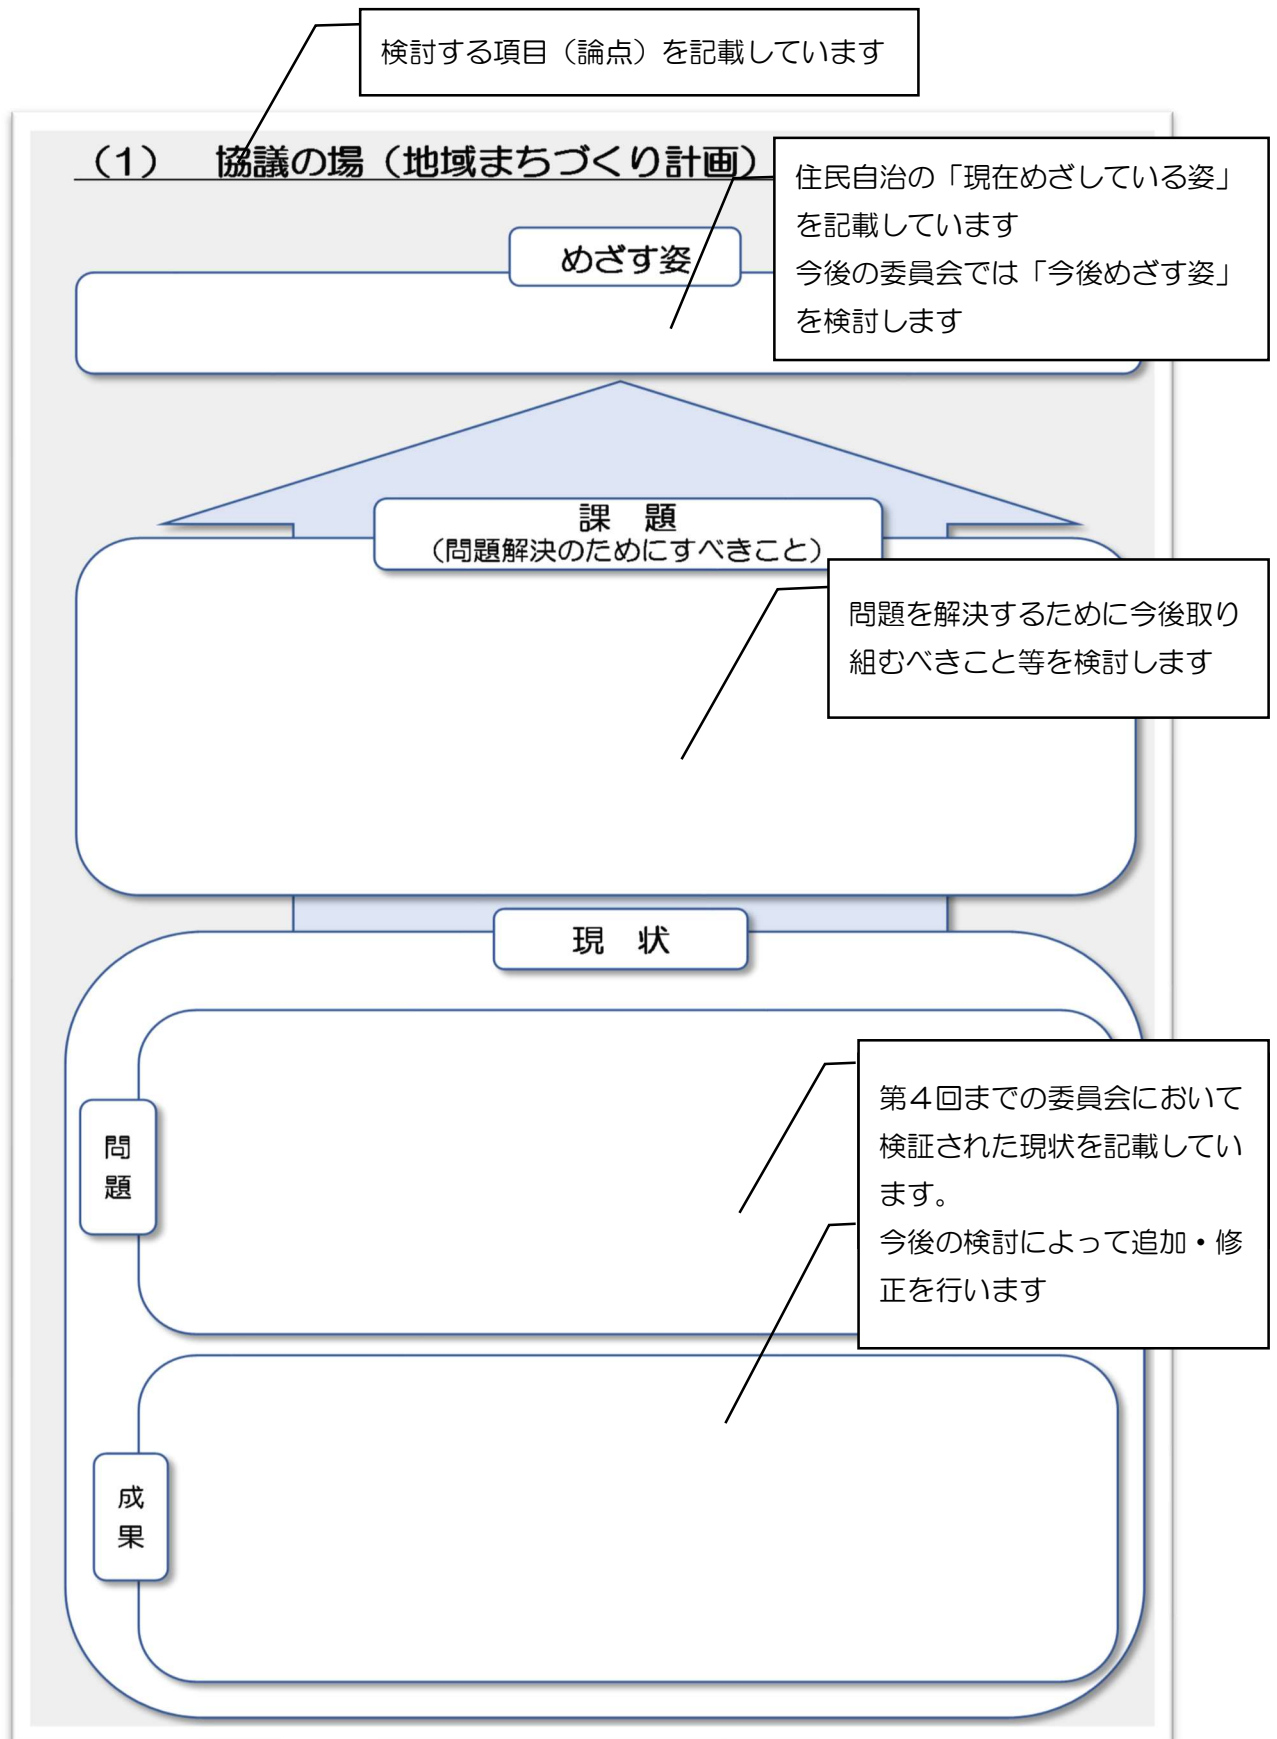 検討する項目（論点）を記載しています
（1）　協議の場（地域まちづくり計画）
住民自治の「現在めざしている姿」
を記載しています
今後の委員会では「今後めざす姿」
を検討します
めざす姿
課　題
（問題解決のためにすべきこと）
問題を解決するために今後取り
組むべきこと等を検討します
現　状
問
題
第４回までの委員会において
検証された現状を記載してい
ます。
今後の検討によって追加・修
正を行います
成
果